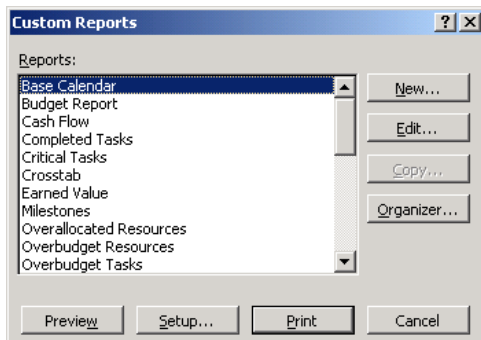 Custom Reports
Reports:
Base Calendar
Budget Report
Cash Flow
Completed Tasks
Critical Tasks
Crosstab
Earned Value
Milestones
Overallocated Resources
Overbudget Resources
Overbudget Tasks
New...
Edit...
Copy...
Organizer...
Preview Setup... Print Cancel